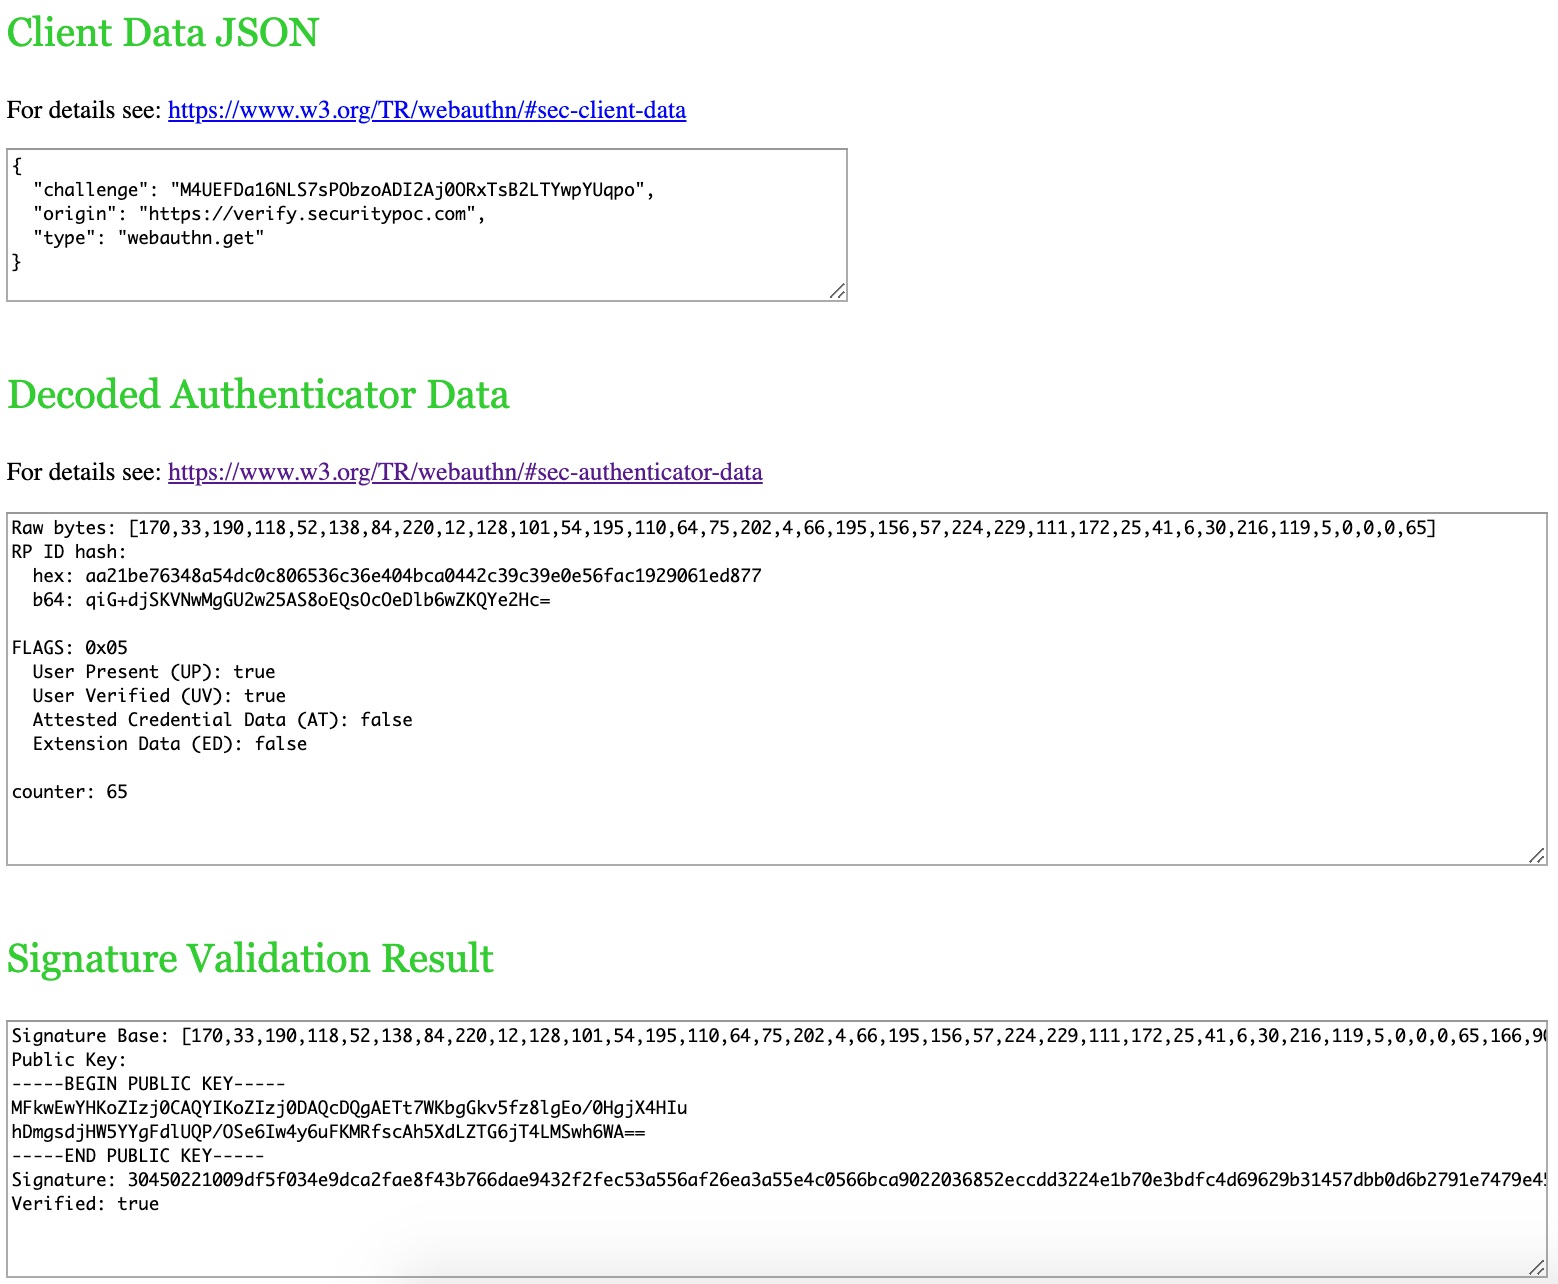 Client Data JSON
For details see: https://www.w3.org/TR/webauthn/#sec-client-data
{
"challenge": "M4UEFDa16NLS7sPObzoADI2Aj0ORxTsB2LTYwpYUqpo",
"origin": "https://verify.securitypoc.com",
"type": "webauthn.get"
}
Decoded Authenticator Data
For details see: https://www.w3.org/TR/webauthn/#sec-authenticator-data
Raw bytes: [170,33,190,118,52,138,84,220,12,128,101,54,195,110,64,75,202,4,66,195,156,57,224,229,111,172,25,41,6,30,216,119,5,0,0,0,65]
RP ID hash:
hex: aa21be76348a54dc0c806536c36e404bca0442c39c39e0e56fac1929061ed877
b64: qiG+djSKVNwMgGU2w25AS8oEQsOcOeDlb6wZKQYe2Hc=
FLAGS: 0x05
User Present (UP): true
User Verified (UV): true
Attested Credential Data (AT): false
Extension Data (ED): false
counter: 65
Signature Validation Result
Signature Base: [170,33,190,118,52,138,84,220,12,128,101,54,195,110,64,75,202,4,66,195,156,57,224,229,111,172,25,41,6,30,216,119,5,0,0,0,65,166,90
Public Key:
-----BEGIN PUBLIC KEY-----
MFkwEwYHKoZIzj0CAQYIKoZIzj0DAQcDQgAETt7WKbgGkv5fz8lgEo/0HgjX4HIu
hDmgsdjHW5YYgFdlUQP/OSe6Iw4y6uFKMRfscAh5XdLZTG6jT4LMSwh6WA==
-----END PUBLIC KEY-----
Signature: 30450221009df5f034e9dca2fae8f43b766dae9432f2fec53a556af26ea3a55e4c0566bca9022036852eccdd3224e1b70e3bdfc4d69629b31457dbb0d6b2791e7479e45
Verified: true